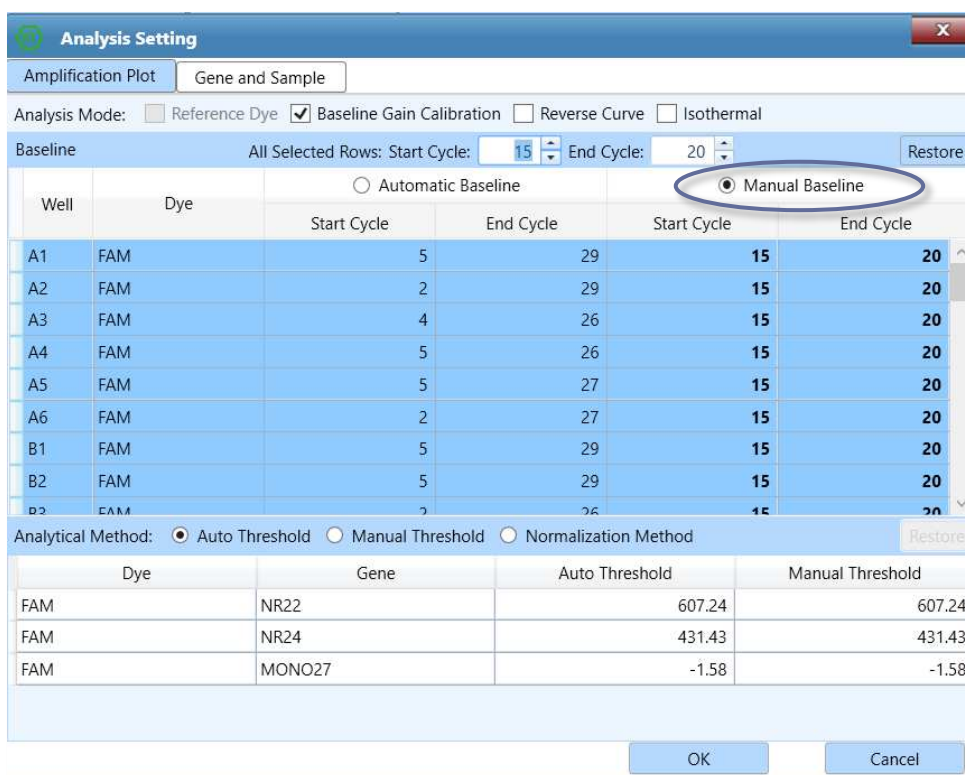 Analysis Setting
x
Amplification Plot Gene and Sample
Analysis Mode: Reference Dye Baseline Gain Calibration Reverse Curve Isothermal
Baseline All Selected Rows: Start Cycle: 15 End Cycle: 20 Restore
Well Dye Automatic Baseline Manual Baseline
Start Cycle End Cycle Start Cycle End Cycle
A1 FAM 5 29 15 20
A2 FAM 2 29 15 20
A3 FAM 4 26 15 20
A4 FAM 5 26 15 20
A5 FAM 5 27 15 20
A6 FAM 2 27 15 20
B1 FAM 5 29 15 20
B2 FAM 5 29 15 20
B3 FAM 2 26 15 20
Analytical Method: Auto Threshold Manual Threshold Normalization Method Restore
Dye Gene Auto Threshold Manual Threshold
FAM NR22 607.24 607.24
FAM NR24 431.43 431.43
FAM MONO27 -1.58 -1.58
OK Cancel